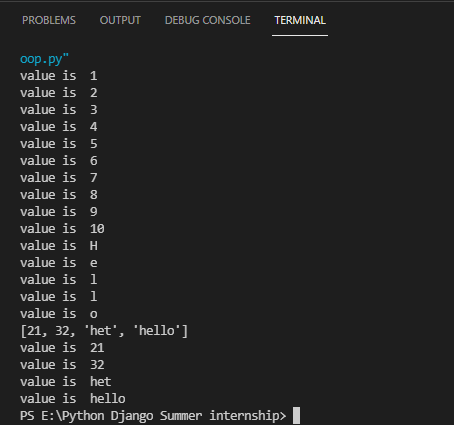 PROBLEMS OUTPUT DEBUG CONSOLE TERMINAL
oop.py"
value is  1
value is  2
value is  3
value is  4
value is  5
value is  6
value is  7
value is  8
value is  9
value is  10
value is  H
value is  e
value is  l
value is  l
value is  o
[21, 32, 'het', 'hello']
value is  21
value is  32
value is  het
value is  hello
PS E:\Python Django Summer internship>